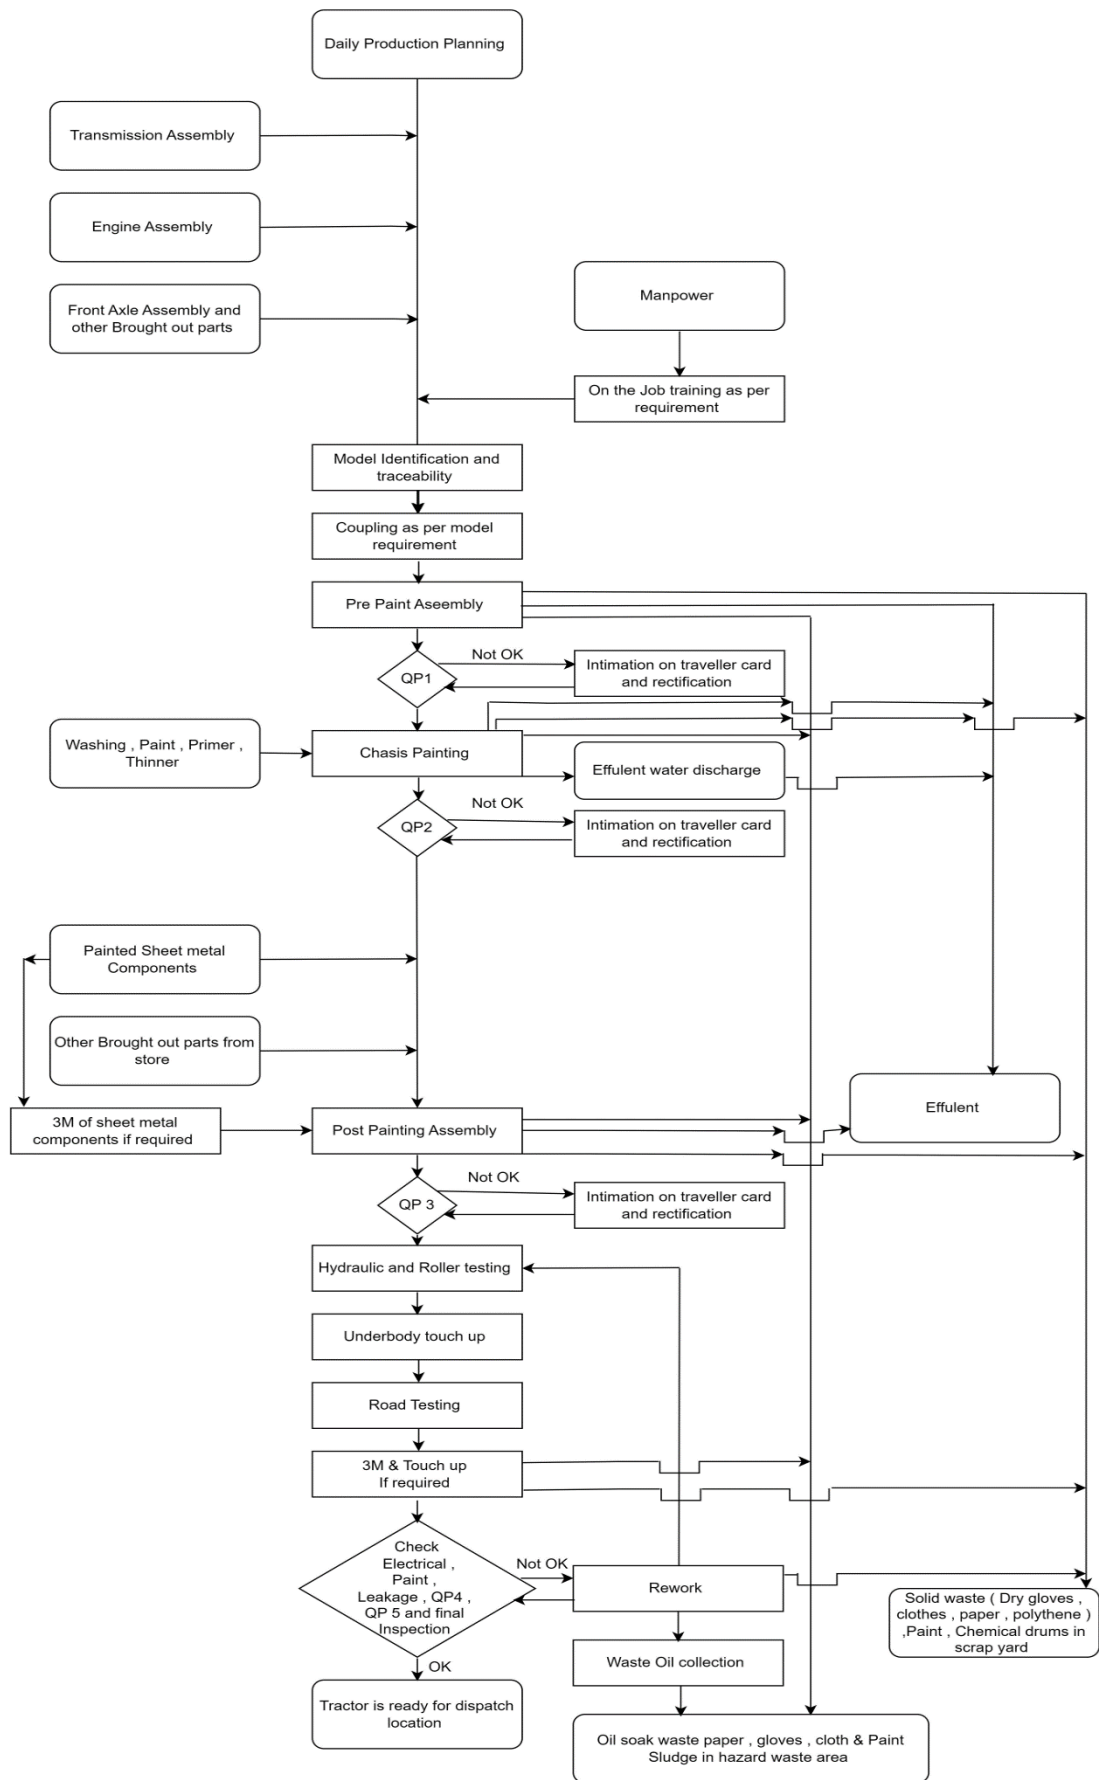 Daily Production Planning
Transmission Assembly
Engine Assembly
Front Axle Assembly and
other Brought out parts
Manpower
On the Job training as per
requirement
Model Identification and
traceability
Coupling as per model
requirement
Pre Paint Aseembly
QP1
Not OK
Intimation on traveller card
and rectification
Washing , Paint , Primer ,
Thinner
Chasis Painting
Effulent water discharge
QP2
Not OK
Intimation on traveller card
and rectification
Painted Sheet metal
Components
Other Brought out parts from
store
3M of sheet metal
components if required
Post Painting Assembly
Effulent
QP 3
Not OK
Intimation on traveller card
and rectification
Hydraulic and Roller testing
Underbody touch up
Road Testing
3M & Touch up
If required
Check
Electrical ,
Paint ,
Leakage , QP4 ,
QP 5 and final
Inspection
Not OK
Rework
Solid waste ( Dry gloves ,
clothes , paper , polythene )
,Paint , Chemical drums in
scrap yard
Waste Oil collection
OK
Tractor is ready for dispatch
location
Oil soak waste paper , gloves , cloth & Paint
Sludge in hazard waste area